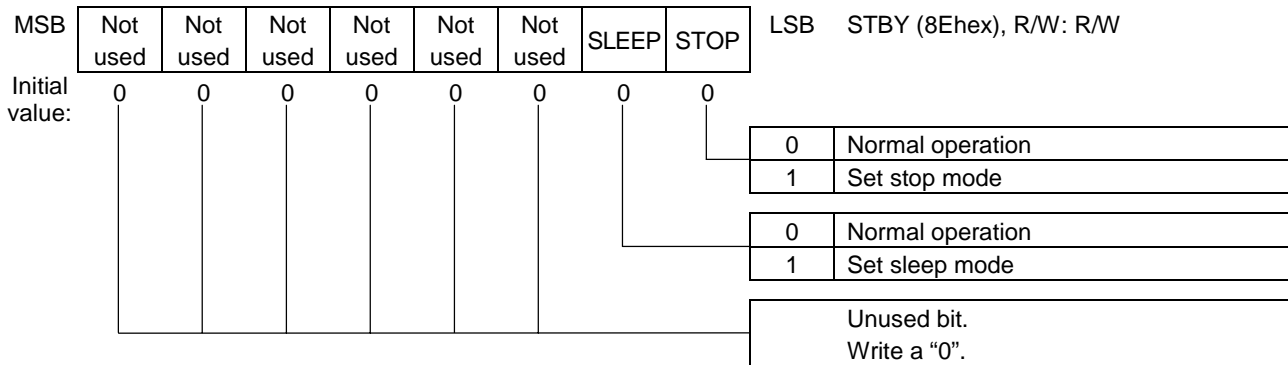 MSB Not used Not used Not used Not used Not used Not used SLEEP STOP LSB STBY (8Ehex), R/W: R/W
Initial value: 0 0 0 0 0 0 0 0
0 Normal operation
1 Set stop mode
0 Normal operation
1 Set sleep mode
Unused bit.
Write a “0”.